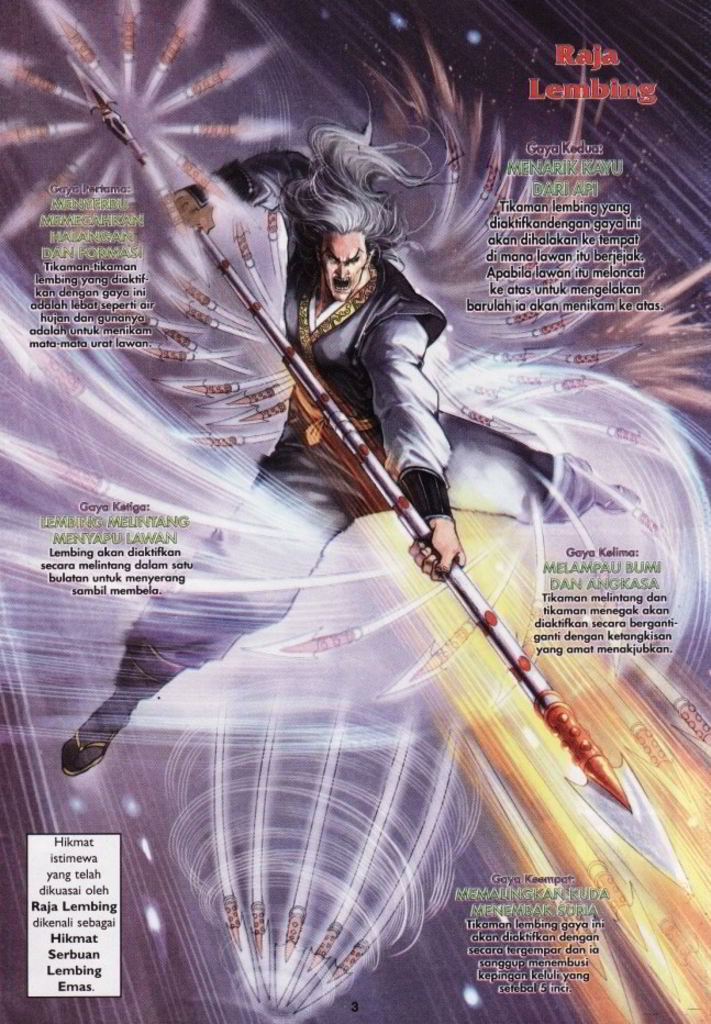 Raja
Lembing
Gaya Pertama:
MENYERBU
MEMECAHKAN
HALANGAN
DAN FORMASI
Tikaman-tikaman
lembing yang diaktif-
kan dengan gaya ini
adalah lebat seperti air
hujan dan gunanya
adalah untuk menikam
mata-mata urat lawan.
Gaya Kedua:
MENARIK KAYU
DARI API
Tikaman lembing yang
diaktifkandengan gaya ini
akan dihalakan ke tempat
di mana lawan itu berjejak.
Apabila lawan itu meloncat
ke atas untuk mengelakan
barulah ia akan menikam ke atas.
Gaya Ketiga:
LEMBING MELINTANG
MENYAPU LAWAN
Lembing akan diaktifkan
secara melintang dalam satu
bulatan untuk menyerang
sambil membela.
Gaya Kelima:
MELAMPAU BUMI
DAN ANGKASA
Tikaman melintang dan
tikaman menegak akan
diaktifkan secara berganti-
ganti dengan ketangkisan
yang amat menakjubkan.
Gaya Keempat:
MEMALINGKAN KUDA
MENEMBAK SURIA
Tikaman lembing gaya ini
akan diaktifkan dengan
secara tergempar dan ia
sanggup menembusi
kepingan keluli yang
setebal 5 inci.
Hikmat
istimewa
yang telah
dikuasai oleh
Raja Lembing
dikenali sebagai
Hikmat
Serbuan
Lembing
Emas.
3